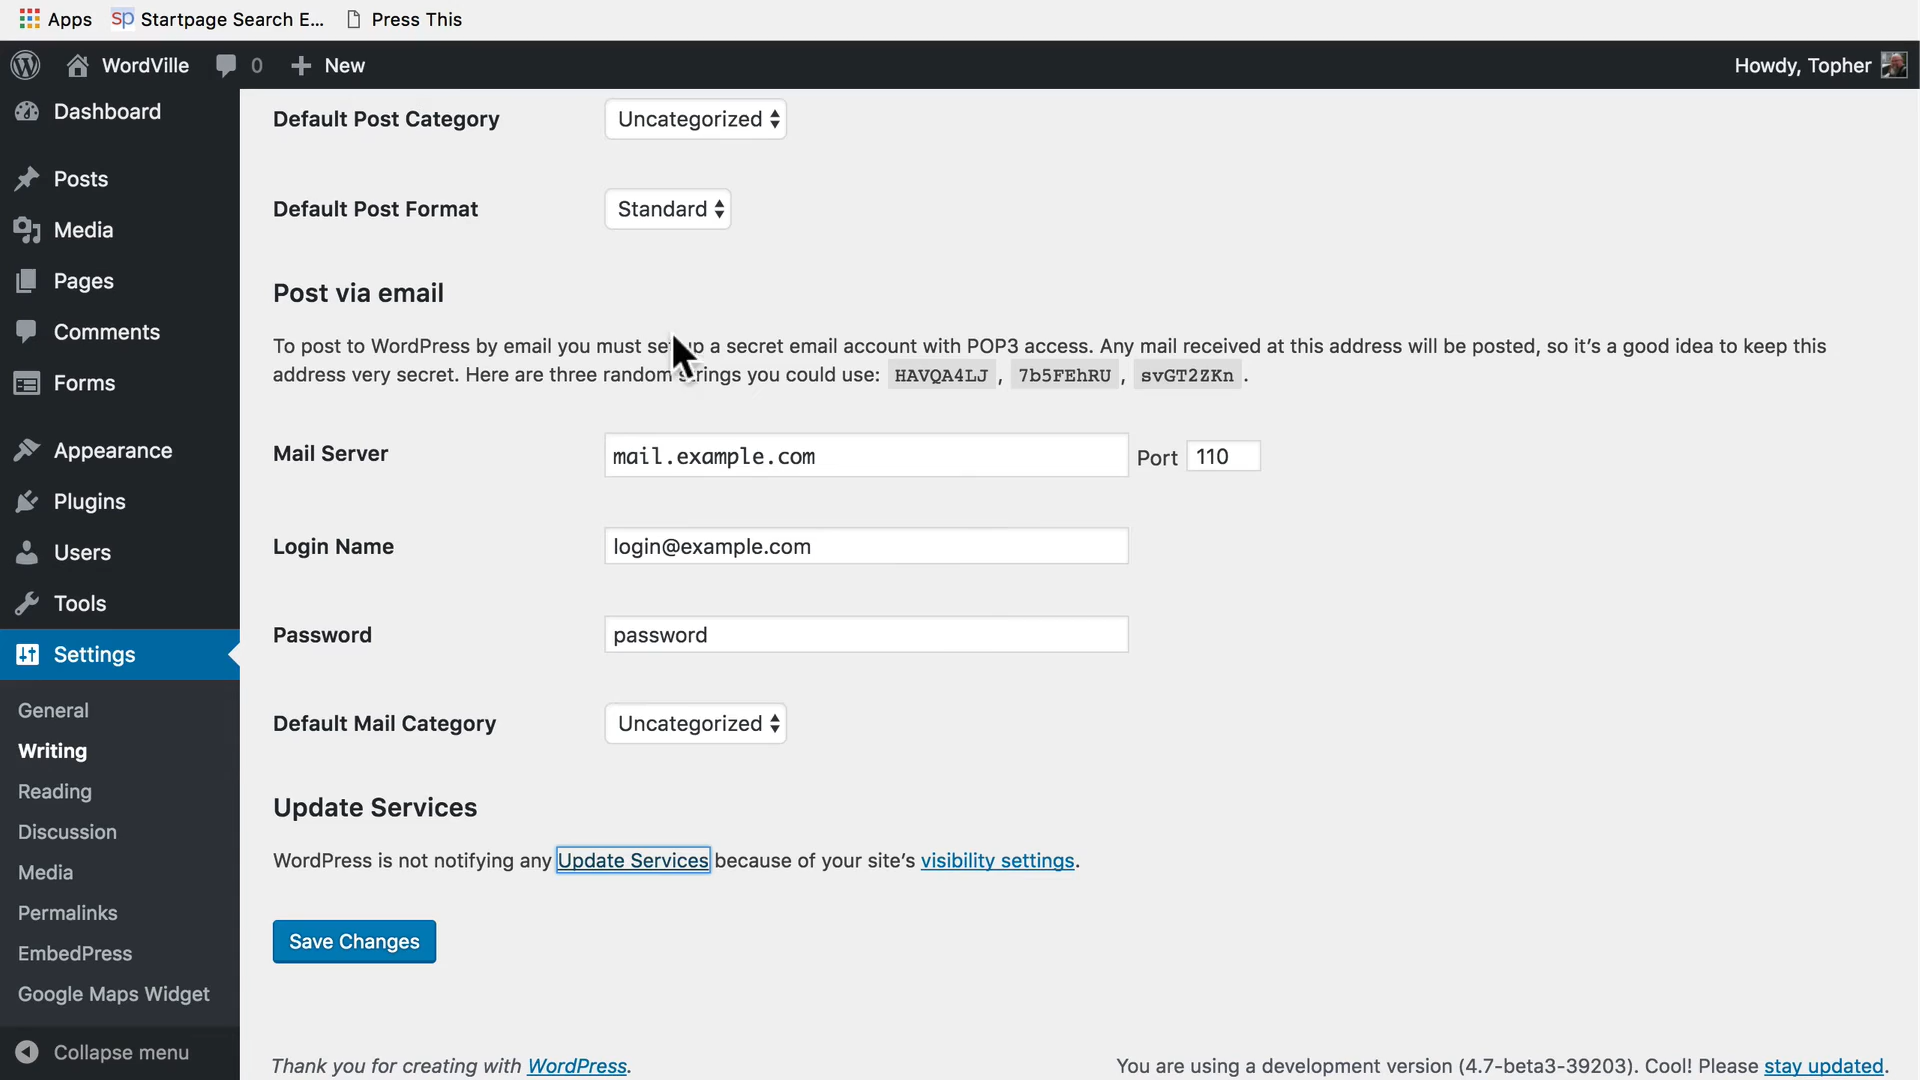 Apps
Startpage Search E...
Press This
WordVille
0
New
Howdy, Topher
Dashboard
Posts
Media
Pages
Comments
Forms
Appearance
Plugins
Users
Tools
Settings
General
Writing
Reading
Discussion
Media
Permalinks
EmbedPress
Google Maps Widget
Collapse menu
Default Post Category
Uncategorized
Default Post Format
Standard
Post via email
To post to WordPress by email you must set up a secret email account with POP3 access. Any mail received at this address will be posted, so it's a good idea to keep this
address very secret. Here are three random strings you could use: HAVQA4LJ , 7b5FEhRU , svGT2ZKn .
Mail Server
mail.example.com
Port 110
Login Name
login@example.com
Password
password
Default Mail Category
Uncategorized
Update Services
WordPress is not notifying any Update Services because of your site's visibility settings.
Save Changes
Thank you for creating with WordPress.
You are using a development version (4.7-beta3-39203). Cool! Please stay updated.